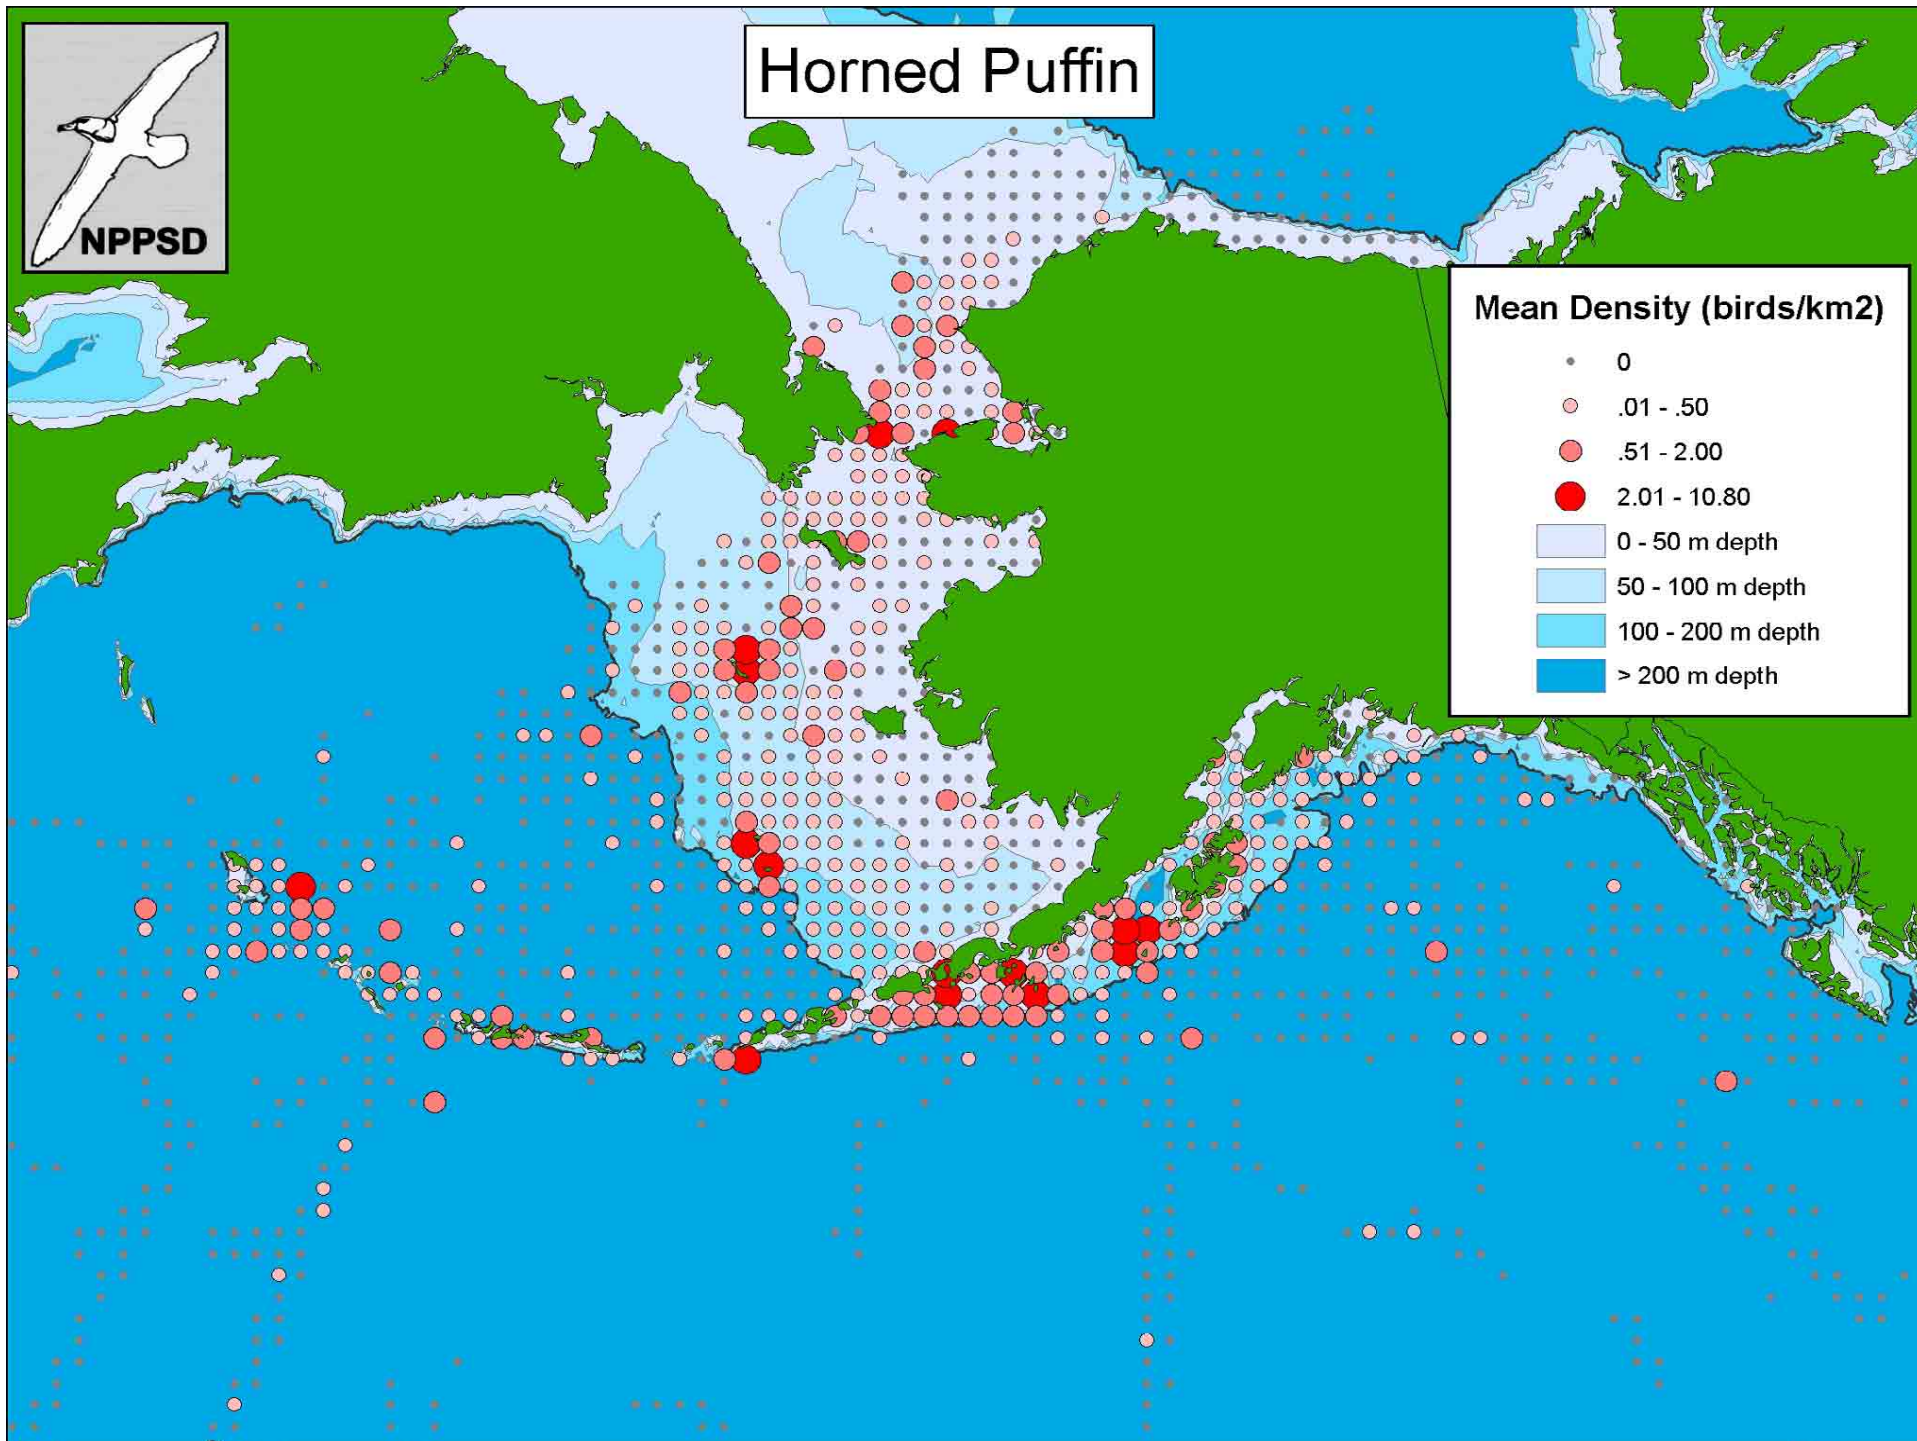 Horned Puffin
NPPSD
Mean Density (birds/km2)
0
.01 - .50
.51 - 2.00
2.01 - 10.80
0 - 50 m depth
50 - 100 m depth
100 - 200 m depth
> 200 m depth